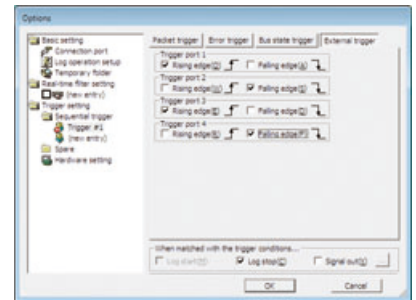 Options
Basic setting
Connection port
Log operation setup
Temporary folder
Real-time filter setting
(new entry)
Trigger setting
Sequential trigger
Trigger #1
(new entry)
Spare
Hardware setting
Packet trigger Error trigger Bus state trigger External trigger
Trigger port 1
Rising edge Falling edge(A)
Trigger port 2
Rising edge Falling edge
Trigger port 3
Rising edge Falling edge
Trigger port 4
Rising edge Falling edge
When matched with the trigger conditions...
Log start Log stop Signal out ...
OK Cancel